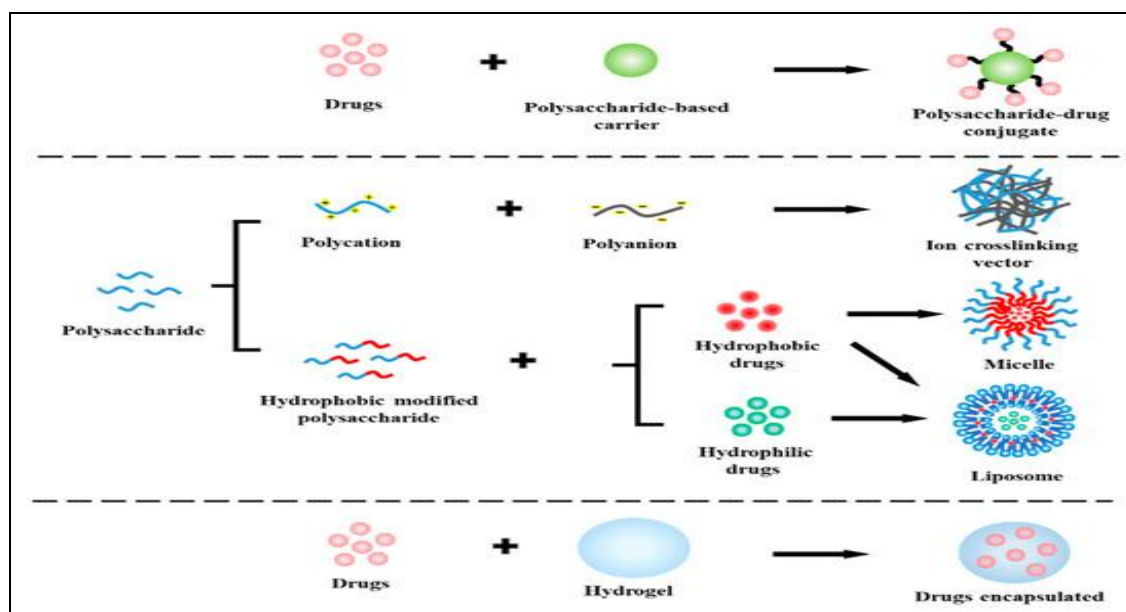 Drugs
Polysaccharide-based
carrier
Polysaccharide-drug
conjugate
Polysaccharide
Polycation
Polyanion
Ion crosslinking
vector
Hydrophobic modified
polysaccharide
Hydrophobic
drugs
Micelle
Hydrophilic
drugs
Liposome
Drugs
Hydrogel
Drugs encapsulated